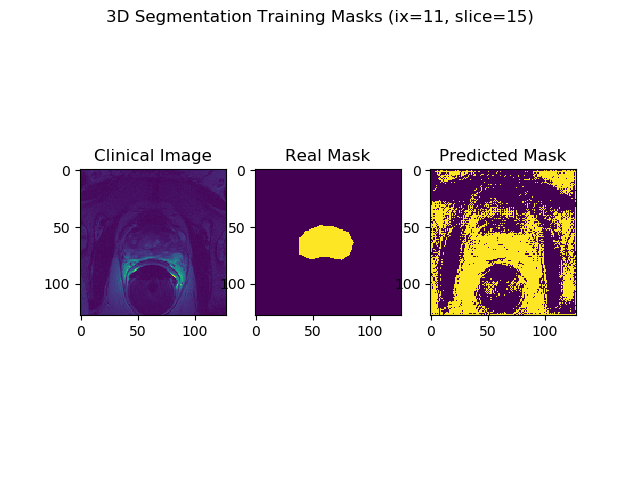 3D Segmentation Training Masks (ix=11, slice=15)
Clinical Image Real Mask Predicted Mask
0 0 0
50 50 50
100 100 100
0 50 100 0 50 100 0 50 100